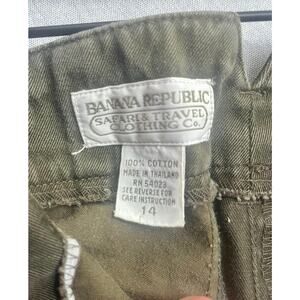 BANANA REPUBLIC
SAFARI & TRAVEL
CLOTHING Co.
100% COTTON
MADE IN THAILAND
RN 54023
SEE REVERSE FOR
CARE INSTRUCTION
14